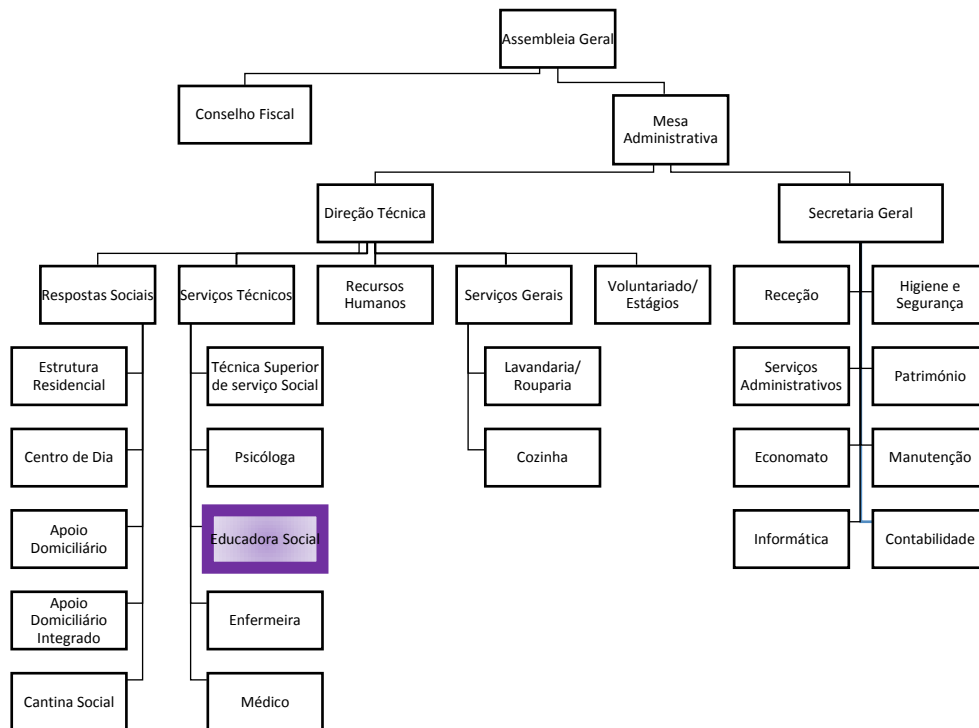 Assembleia Geral
Conselho Fiscal
Mesa
Administrativa
Direção Técnica
Secretaria Geral
Respostas Sociais
Serviços Técnicos
Recursos
Humanos
Serviços Gerais
Voluntariado/
Estágios
Receção
Higiene e
Segurança
Estrutura
Residencial
Técnica Superior
de serviço Social
Lavandaria/
Rouparia
Serviços
Administrativos
Património
Centro de Dia
Psicóloga
Cozinha
Economato
Manutenção
Apoio
Domiciliário
Educadora Social
Informática
Contabilidade
Apoio
Domiciliário
Integrado
Enfermeira
Cantina Social
Médico